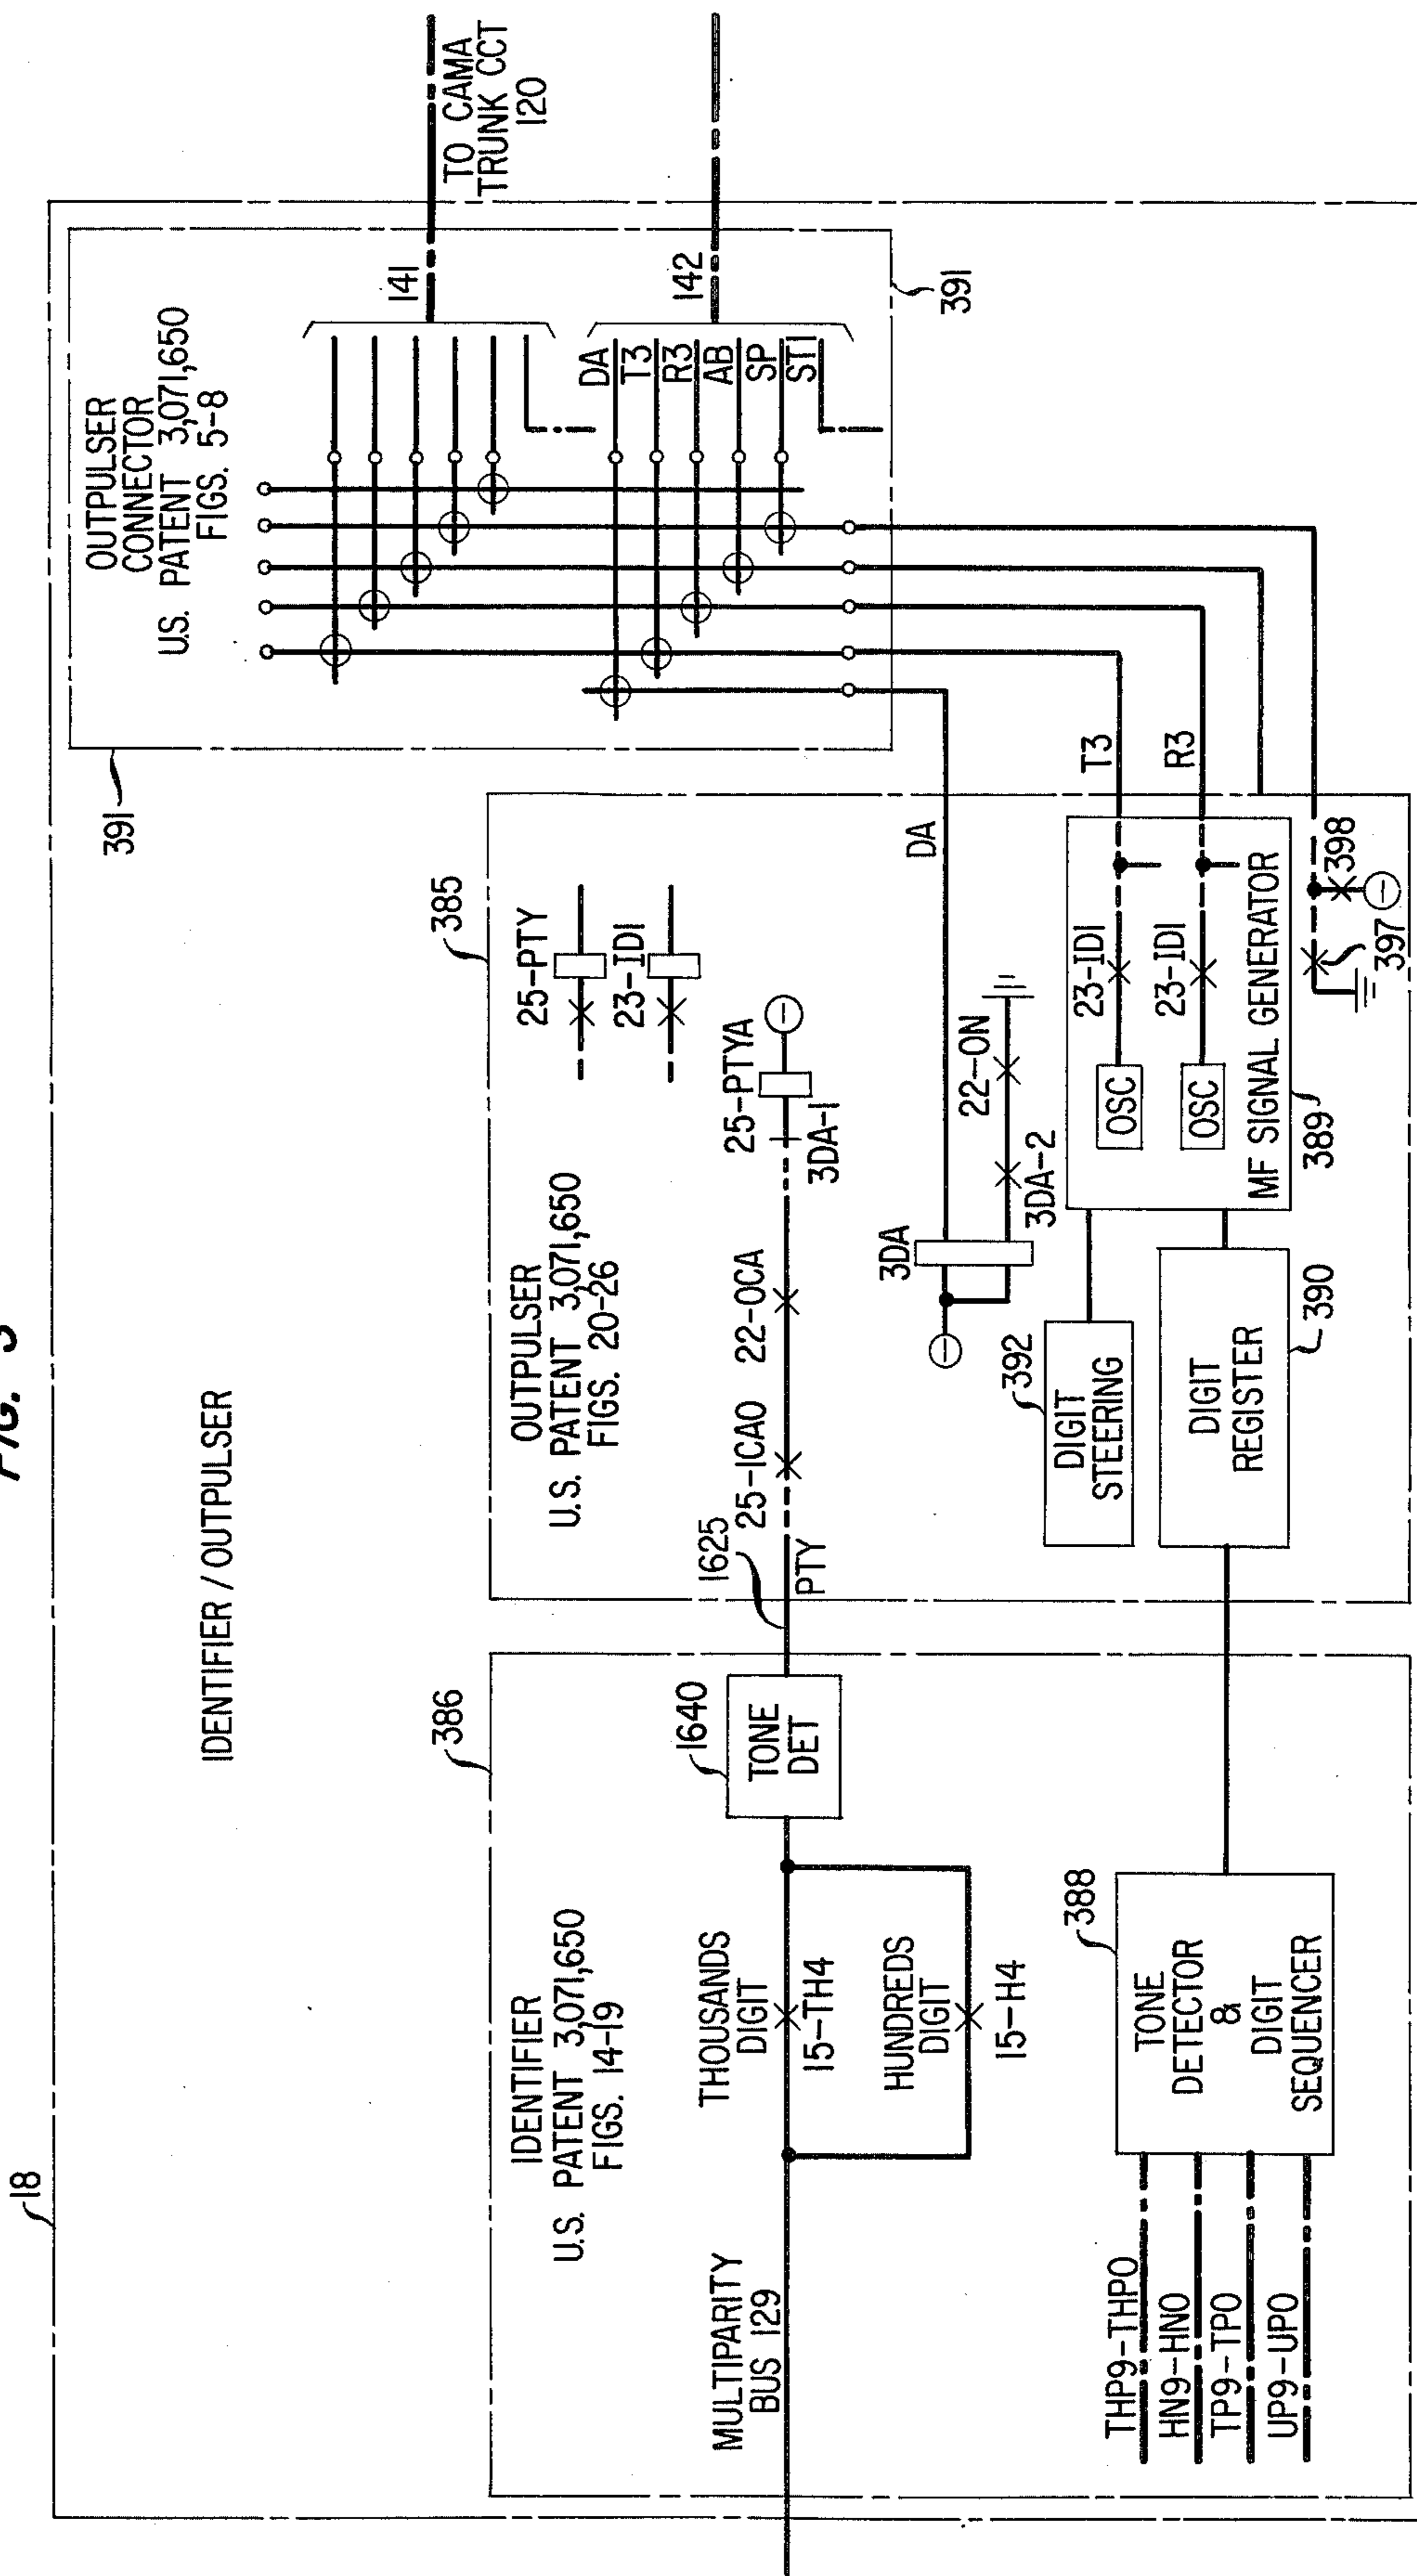 FIG. 3
18
IDENTIFIER / OUTPULSER
386
IDENTIFIER
U.S. PATENT 3,071,650
FIGS. 14-19
MULTIPARITY
BUS 129
THOUSANDS
DIGIT
15-TH4
HUNDREDS
DIGIT
15-H4
1640
TONE
DET
THP9-THP0
HN9-HN0
TP9-TP0
UP9-UP0
388
TONE
DETECTOR
&
DIGIT
SEQUENCER
385
OUTPULSER
U.S. PATENT 3,071,650
FIGS. 20-26
1625
PTY
25-1CA0
22-0CA
3DA-1
25-PTYA
25-PTY
23-ID1
3DA
3DA-2
22-ON
DA
392
DIGIT
STEERING
DIGIT
REGISTER
390
OSC
OSC
23-ID1
23-ID1
MF SIGNAL GENERATOR
389
T3
R3
397
398
391
OUTPULSER
CONNECTOR
U.S. PATENT 3,071,650
FIGS. 5-8
391
141
TO CAMA
TRUNK CCT
120
142
DA
T3
R3
AB
SP
ST1